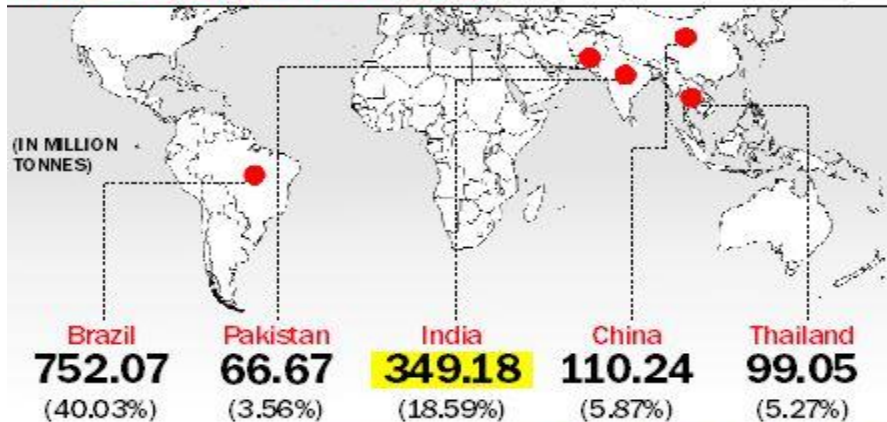 (IN MILLION
TONNES)
Brazil Pakistan India China Thailand
752.07 66.67 349.18 110.24 99.05
(40.03%) (3.56%) (18.59%) (5.87%) (5.27%)